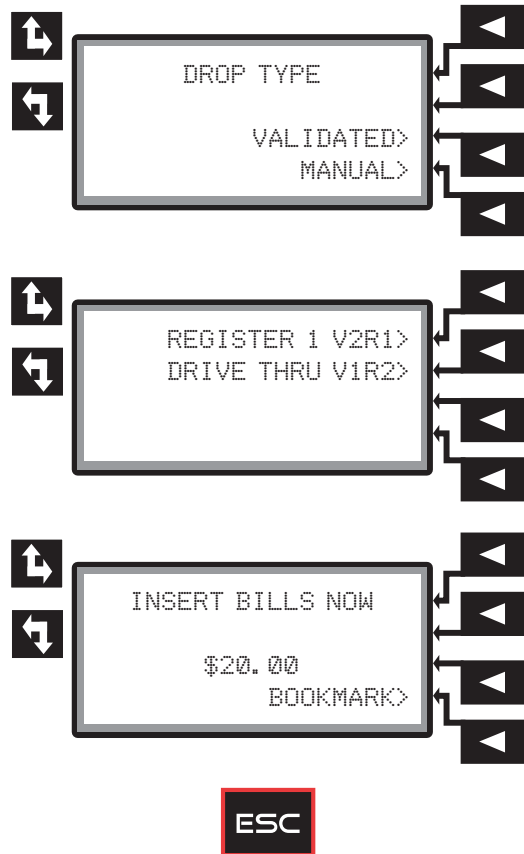 DROP TYPE
VALIDATED>
MANUAL>
REGISTER 1 V2R1>
DRIVE THRU V1R2>
INSERT BILLS NOW
$20.00
BOOKMARK>
ESC